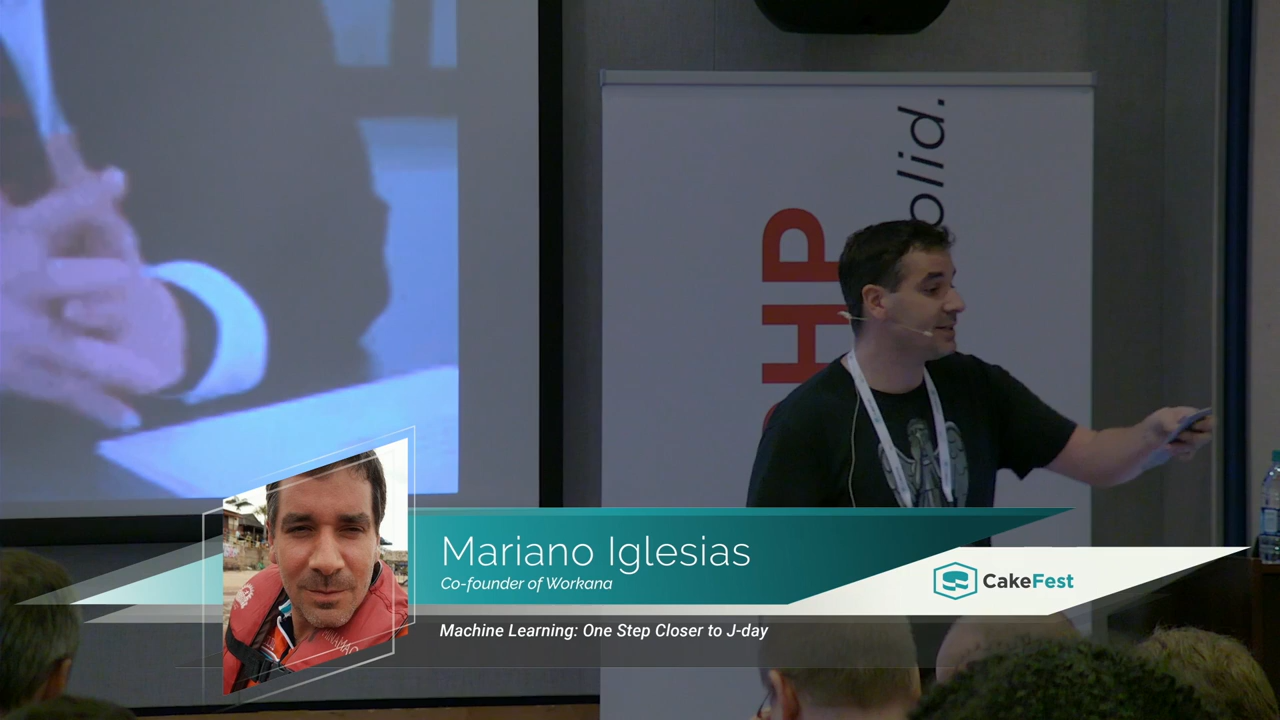 olid.
HP
Mariano Iglesias
Co-founder of Workana
CakeFest
Machine Learning: One Step Closer to J-day